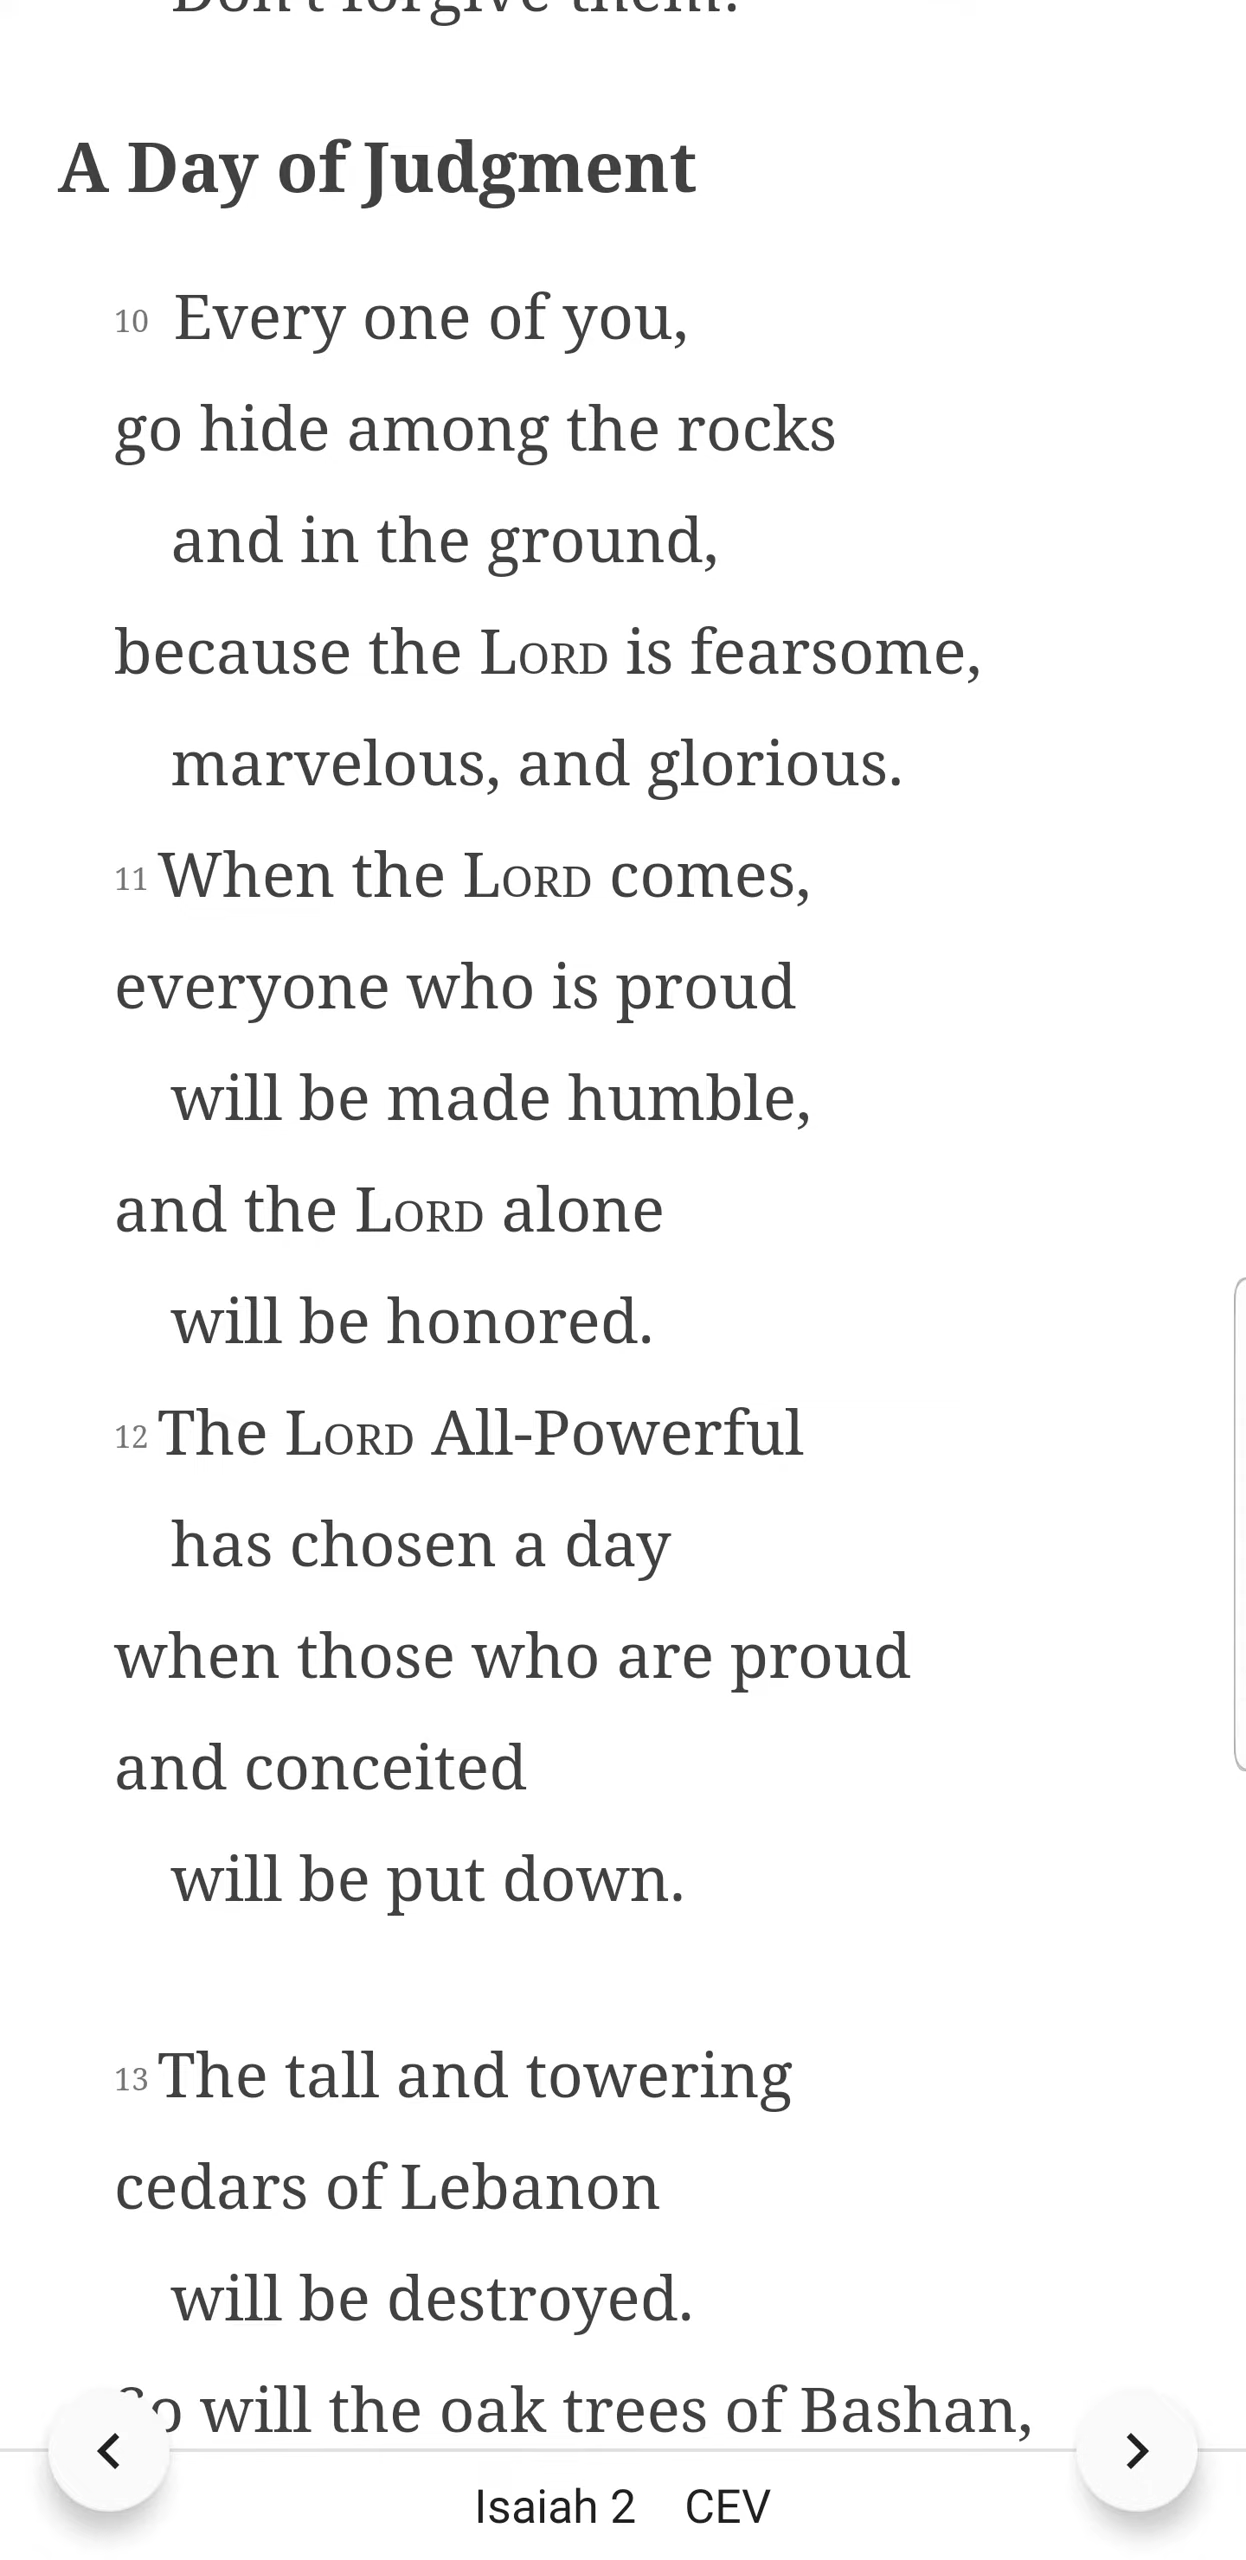 Don't forgive them!
A Day of Judgment
10 Every one of you,
go hide among the rocks
and in the ground,
because the LORD is fearsome,
marvelous, and glorious.
11 When the LORD comes,
everyone who is proud
will be made humble,
and the LORD alone
will be honored.
12 The LORD All-Powerful
has chosen a day
when those who are proud
and conceited
will be put down.
13 The tall and towering
cedars of Lebanon
will be destroyed.
So will the oak trees of Bashan,
Isaiah 2 CEV